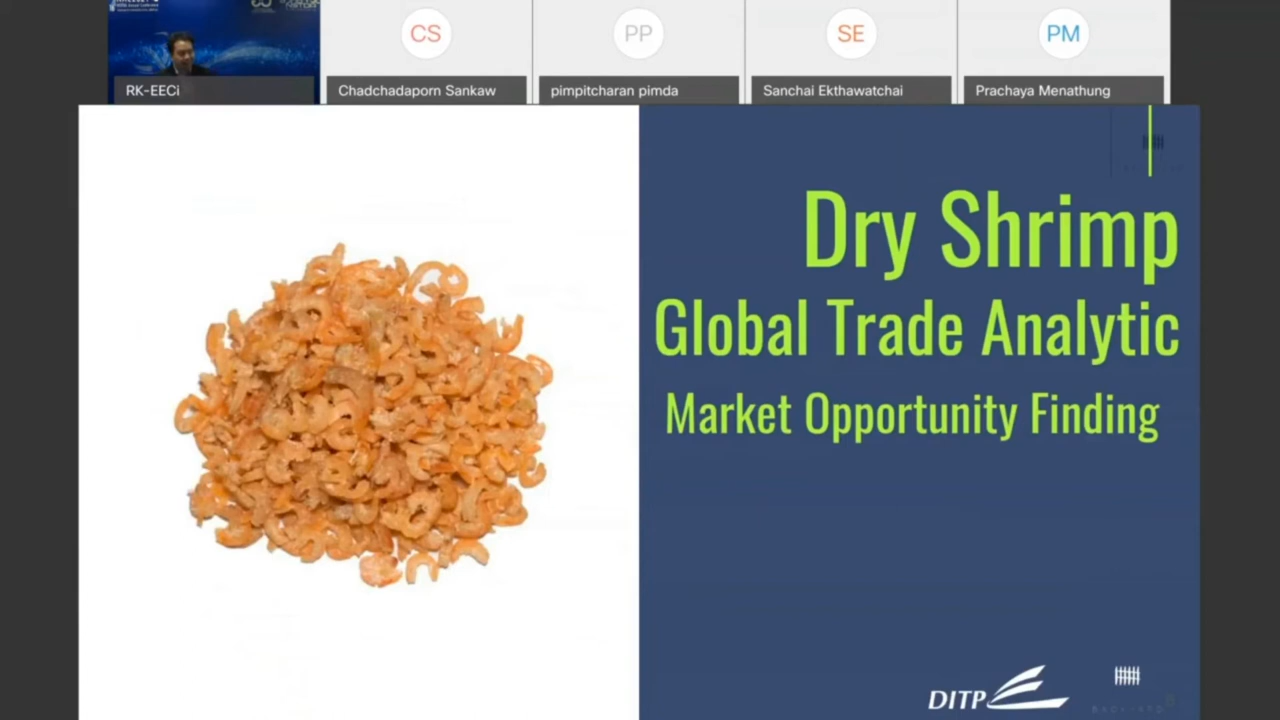 CS
PP
SE
PM
RK-EECi
Chadchadaporn Sankaw
pimpitcharan pimda
Sanchai Ekthawatchai
Prachaya Menathung
Dry Shrimp
Global Trade Analytic
Market Opportunity Finding
DITP